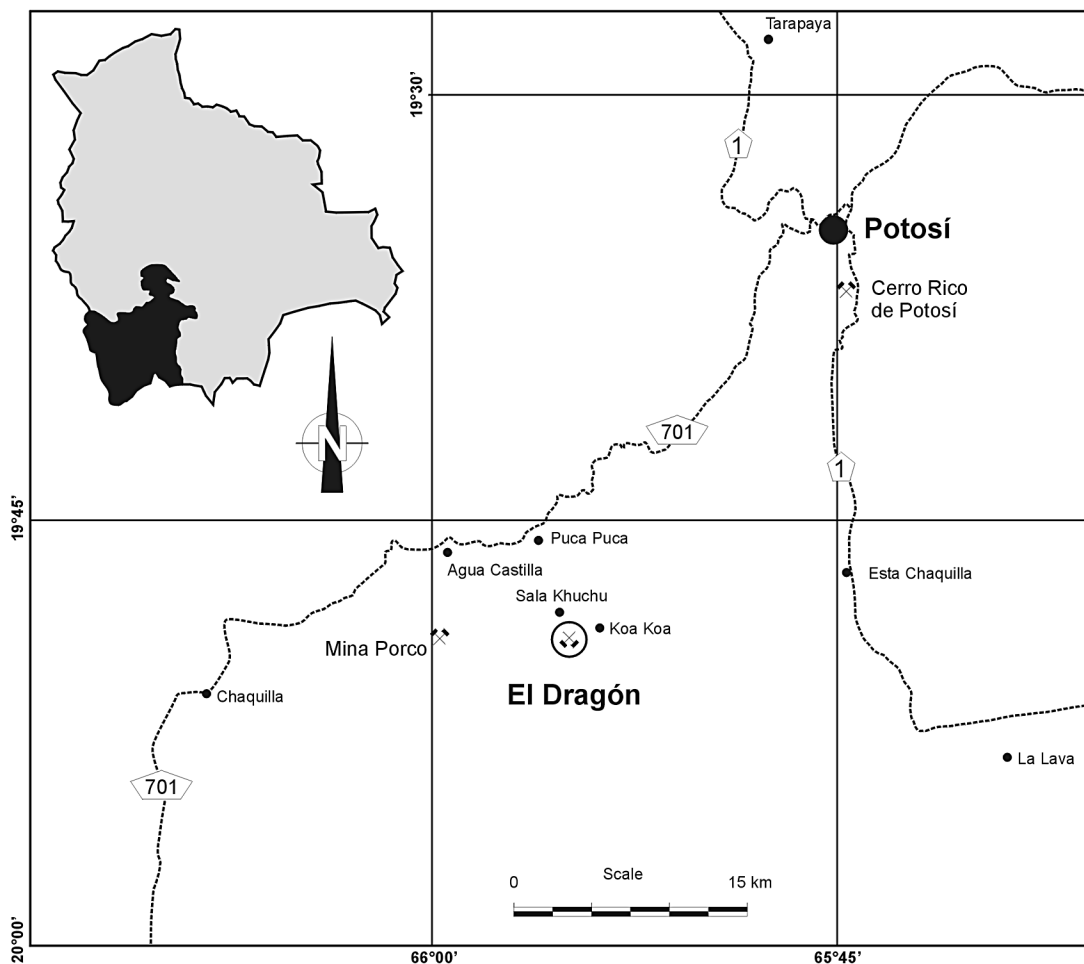 Tarapaya
19°30'
1
Potosí
Cerro Rico
de Potosí
N
701
1
19°45'
Puca Puca
Agua Castilla
Esta Chaquilla
Sala Khuchu
Koa Koa
Mina Porco
El Dragón
Chaquilla
La Lava
701
0
Scale
15 km
20°00'
66°00'
65°45'